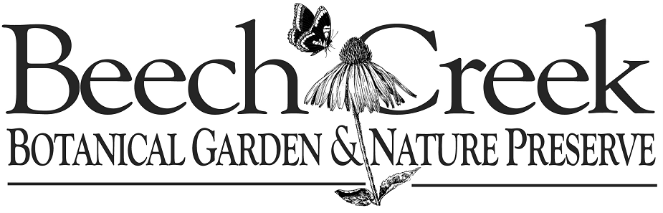 Beech Creek
BOTANICAL GARDEN & NATURE PRESERVE